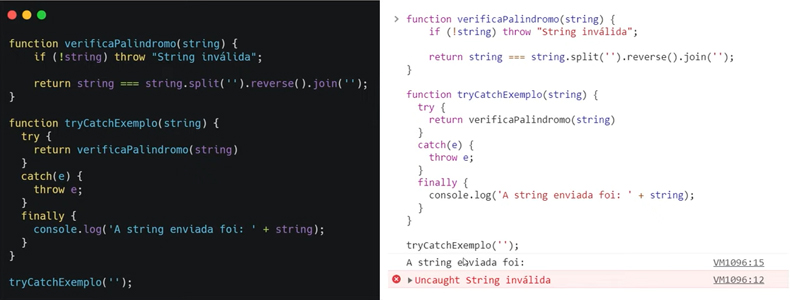 function verificaPalindromo(string) {
    if (!string) throw "String inválida";

    return string === string.split('').reverse().join('');
}

function tryCatchExemplo(string) {
  try {
    return verificaPalindromo(string)
  }
  catch(e) {
    throw e;
  }
  finally {
    console.log('A string enviada foi: ' + string);
  }
}

tryCatchExemplo('');
> function verificaPalindromo(string) {
    if (!string) throw "String inválida";

    return string === string.split('').reverse().join('');
}

function tryCatchExemplo(string) {
  try {
    return verificaPalindromo(string)
  }
  catch(e) {
    throw e;
  }
  finally {
    console.log('A string enviada foi: ' + string);
  }
}

tryCatchExemplo('');
A string enviada foi: VM1096:15
Uncaught String inválida VM1096:12